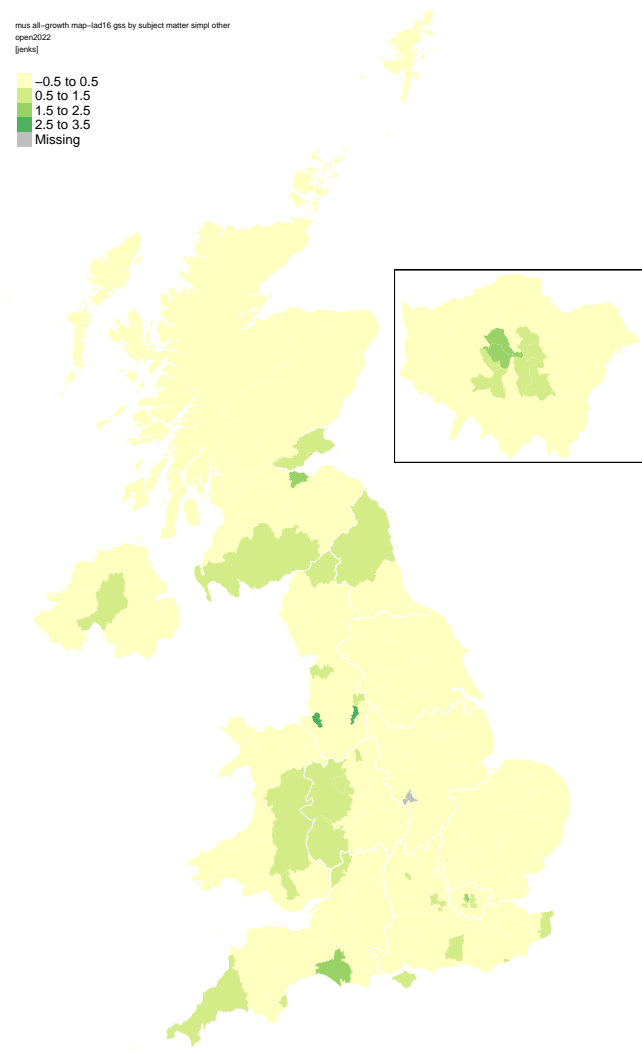 mus all−growth map−lad16 gss by subject matter simpl other
open2022
[jenks]
−0.5 to 0.5
0.5 to 1.5
1.5 to 2.5
2.5 to 3.5
Missing